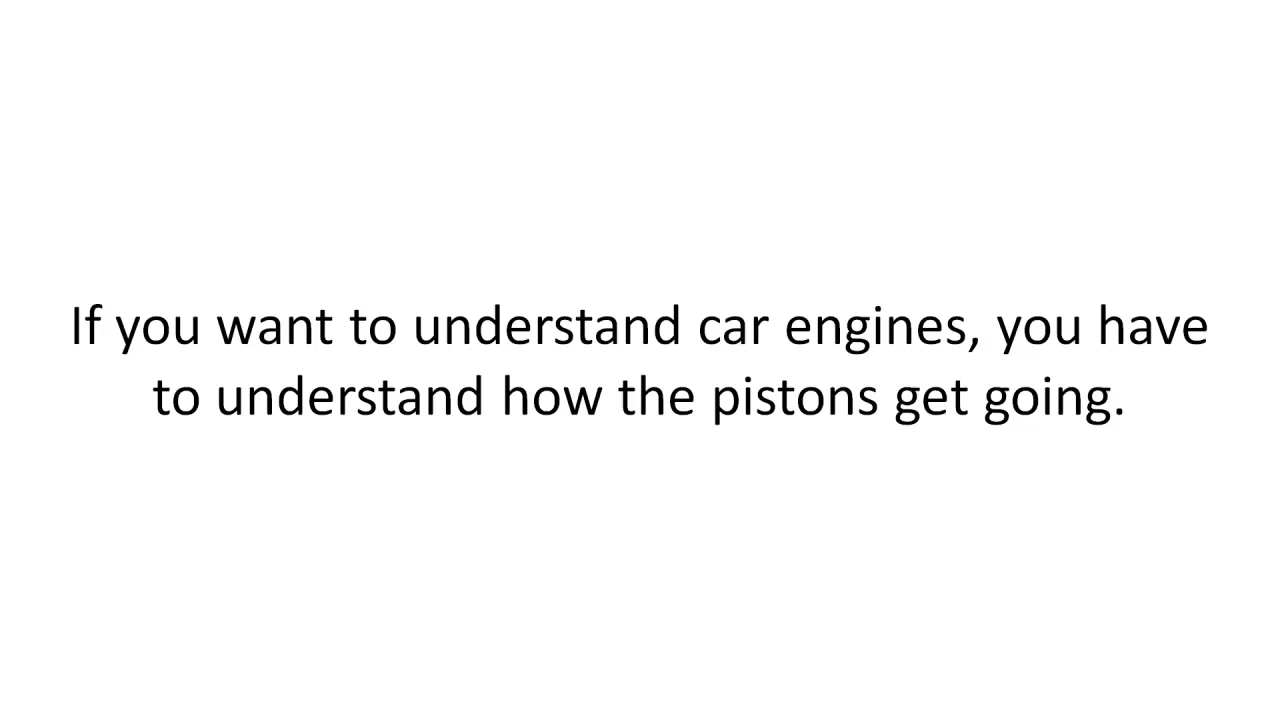 If you want to understand car engines, you have
to understand how the pistons get going.